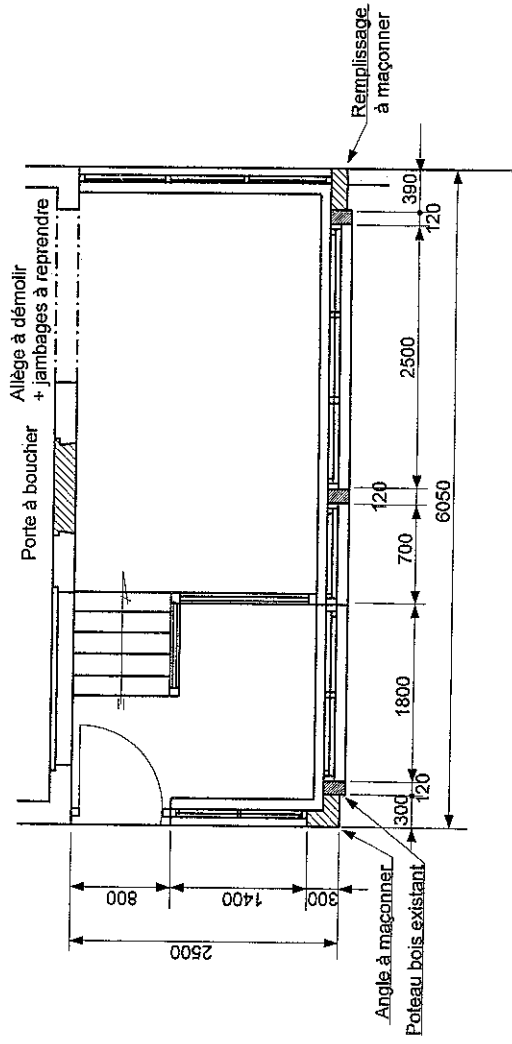 Porte à boucher
Allège à démolir
+ jambages à reprendre
Remplissage
à maçonner
390
120
2500
120
700
1800
120
300
6050
800
1400
300
2500
Angle à maçonner
Poteau bois existant